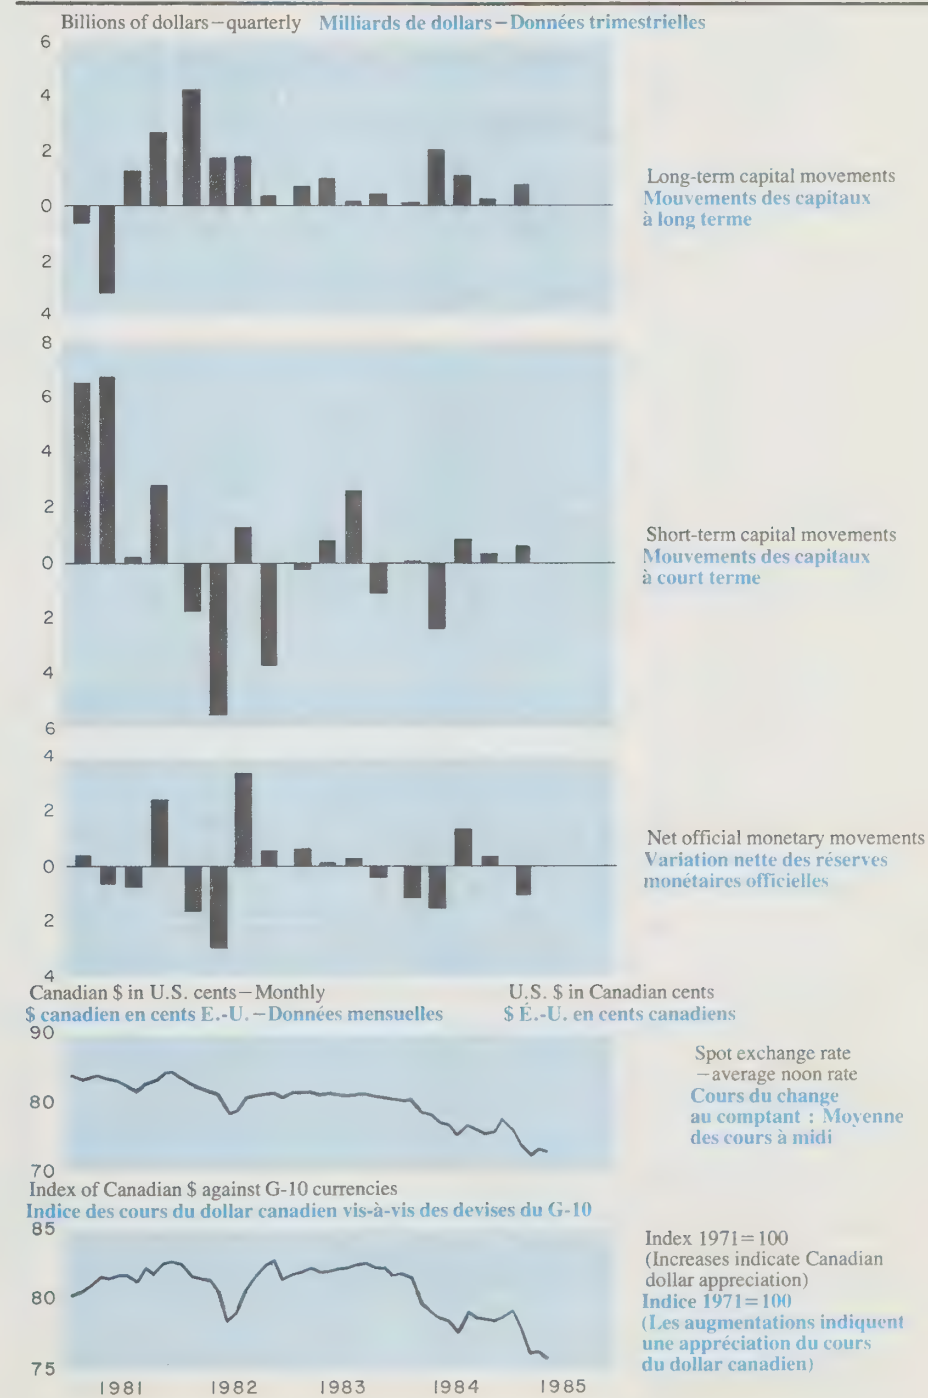 Billions of dollars—quarterly Milliards de dollars—Données trimestrielles
6
4
2
0
2
4
Long-term capital movements
Mouvements des capitaux
à long terme
8
6
4
2
0
2
4
6
Short-term capital movements
Mouvements des capitaux
à court terme
4
2
0
2
4
Net official monetary movements
Variation nette des réserves
monétaires officielles
Canadian $ in U.S. cents—Monthly
$ canadien en cents E.-U.—Données mensuelles
U.S. $ in Canadian cents
$ É.-U. en cents canadiens
90
80
70
Spot exchange rate
—average noon rate
Cours du change
au comptant : Moyenne
des cours à midi
Index of Canadian $ against G-10 currencies
Indice des cours du dollar canadien vis-à-vis des devises du G-10
85
80
75
Index 1971=100
(Increases indicate Canadian
dollar appreciation)
Indice 1971=100
(Les augmentations indiquent
une appréciation du cours
du dollar canadien)
1981 1982 1983 1984 1985